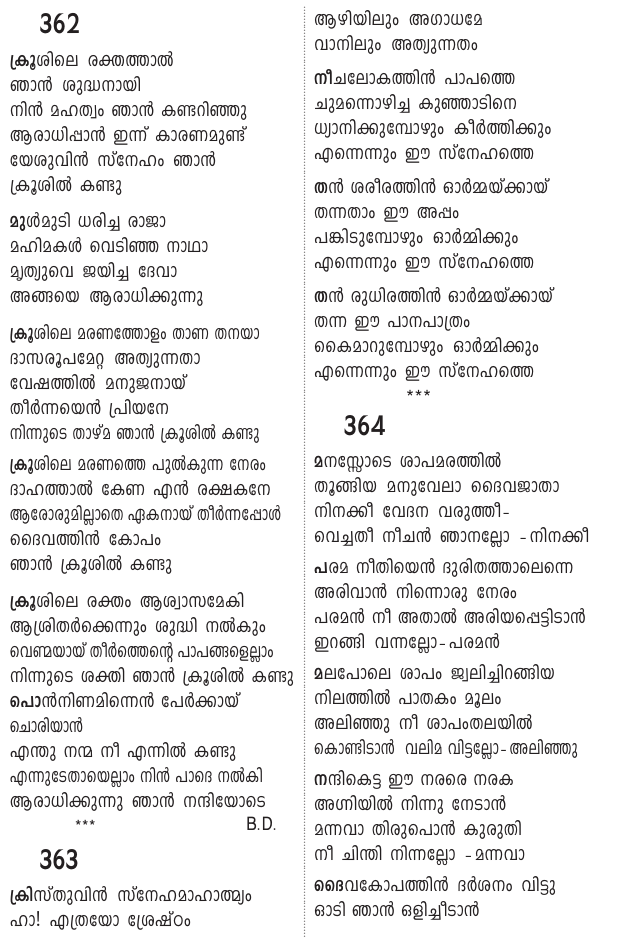 362
ക്രൂശിലെ രക്തത്താൽ
ഞാൻ ശുദ്ധനായി
നിൻ മഹത്വം ഞാൻ കണ്ടറിഞ്ഞു
ആരാധിപ്പാൻ ഇന്ന് കാരണമുണ്ട്
യേശുവിൻ സ്നേഹം ഞാൻ
ക്രൂശിൽ കണ്ടു
മുൾമുടി ധരിച്ച രാജാ
മഹിമകൾ വെടിഞ്ഞ നാഥാ
മൃത്യുവെ ജയിച്ച ദേവാ
അങ്ങയെ ആരാധിക്കുന്നു
ക്രൂശിലെ മരണത്തോളം താണ തനയാ
ദാസരൂപമേറ്റ അത്യുന്നതാ
വേഷത്തിൽ മനുജനായ്
തീർന്നയെൻ പ്രിയനേ
നിന്നുടെ താഴ്മ ഞാൻ ക്രൂശിൽ കണ്ടു
ക്രൂശിലെ മരണത്തെ പുൽകുന്ന നേരം
ദാഹത്താൽ കേണ എൻ രക്ഷകനേ
ആരോരുമില്ലാതെ ഏകനായ് തീർന്നപ്പോൾ
ദൈവത്തിൻ കോപം
ഞാൻ ക്രൂശിൽ കണ്ടു
ക്രൂശിലെ രക്തം ആശ്വാസമേകി
ആശ്രിതർക്കെന്നും ശുദ്ധി നൽകും
വെണ്മയായ് തീർത്തെന്റെ പാപങ്ങളെല്ലാം
നിന്നുടെ ശക്തി ഞാൻ ക്രൂശിൽ കണ്ടു
പൊൻനിണമിന്നെൻ പേർക്കായ്
ചൊരിയാൻ
എന്തു നന്മ നീ എന്നിൽ കണ്ടു
എന്നുടേതായെല്ലാം നിൻ പാദെ നൽകി
ആരാധിക്കുന്നു ഞാൻ നന്ദിയോടെ
*** B.D.
363
ക്രിസ്തുവിൻ സ്നേഹമാഹാത്മ്യം
ഹാ! എത്രയോ ശ്രേഷ്ഠം
ആഴിയിലും അഗാധമേ
വാനിലും അത്യുന്നതം
നീചലോകത്തിൻ പാപത്തെ
ചുമന്നൊഴിച്ച കുഞ്ഞാടിനെ
ധ്യാനിക്കുമ്പോഴും കീർത്തിക്കും
എന്നെന്നും ഈ സ്നേഹത്തെ
തൻ ശരീരത്തിൻ ഓർമ്മയ്ക്കായ്
തന്നതാം ഈ അപ്പം
പങ്കിടുമ്പോഴും ഓർമ്മിക്കും
എന്നെന്നും ഈ സ്നേഹത്തെ
തൻ രുധിരത്തിൻ ഓർമ്മയ്ക്കായ്
തന്ന ഈ പാനപാത്രം
കൈമാറുമ്പോഴും ഓർമ്മിക്കും
എന്നെന്നും ഈ സ്നേഹത്തെ
***
364
മനസ്സോടെ ശാപമരത്തിൽ
തൂങ്ങിയ മനുവേലാ ദൈവജാതാ
നിനക്കീ വേദന വരുത്തീ-
വെച്ചതീ നീചൻ ഞാനല്ലോ -നിനക്കീ
പരമ നീതിയെൻ ദുരിതത്താലെന്നെ
അരിവാൻ നിന്നൊരു നേരം
പരമൻ നീ അതാൽ അരിയപ്പെട്ടിടാൻ
ഇറങ്ങി വന്നല്ലോ-പരമൻ
മലപോലെ ശാപം ജ്വലിച്ചിറങ്ങിയ
നിലത്തിൽ പാതകം മൂലം
അലിഞ്ഞു നീ ശാപംതലയിൽ
കൊണ്ടിടാൻ വലിമ വിട്ടല്ലോ-അലിഞ്ഞു
നന്ദികെട്ട ഈ നരരെ നരക
അഗ്നിയിൽ നിന്നു നേടാൻ
മന്നവാ തിരുപൊൻ കുരുതി
നീ ചിന്തി നിന്നല്ലോ -മന്നവാ
ദൈവകോപത്തിൻ ദർശനം വിട്ടു
ഓടി ഞാൻ ഒളിച്ചീടാൻ